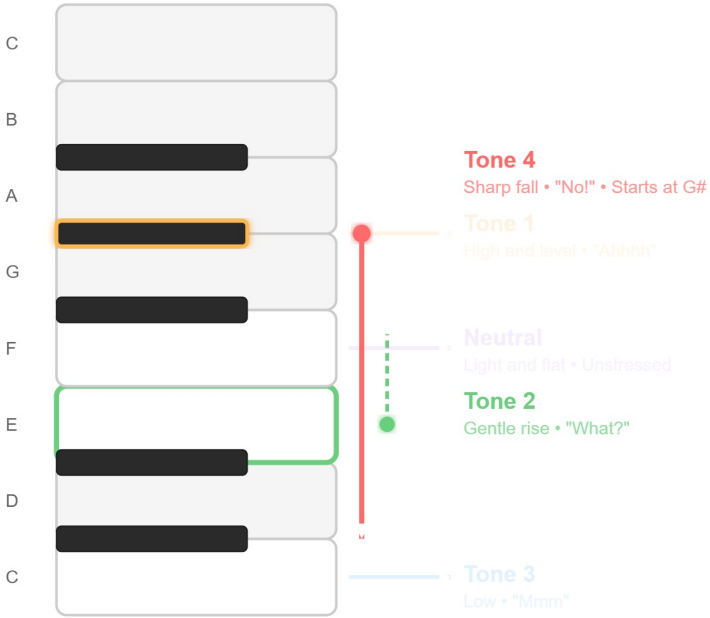 C
B
A
G
F
E
D
C
Tone 4
Sharp fall • "No!" • Starts at G#
Tone 1
High and level • "Ahhhh"
Neutral
Light and flat • Unstressed
Tone 2
Gentle rise • "What?"
Tone 3
Low • "Mmm"